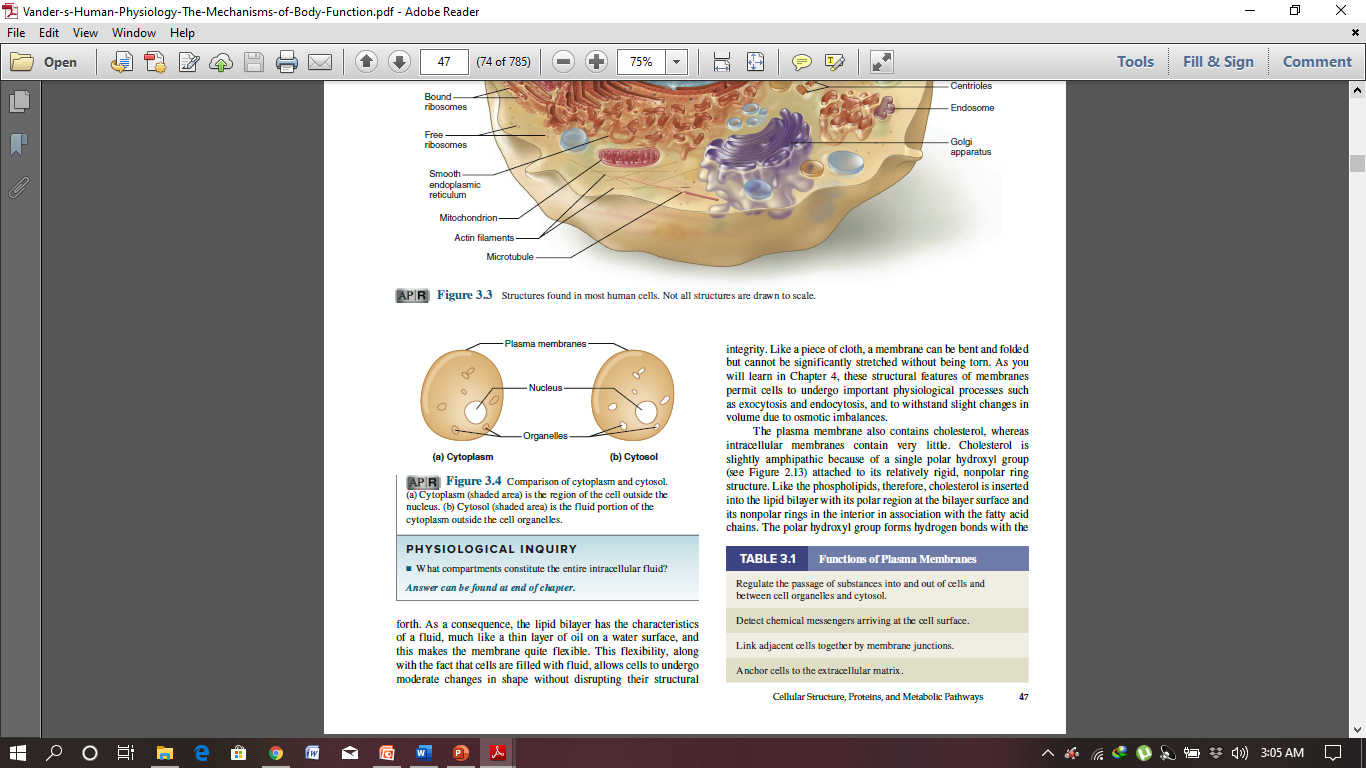 Vander-s-Human-Physiology-The-Mechanisms-of-Body-Function.pdf - Adobe Reader
File Edit View Window Help
Open 47 (74 of 785) 75% Tools Fill & Sign Comment
Bound
ribosomes
Free
ribosomes
Smooth
endoplasmic
reticulum
Mitochondrion
Actin filaments
Microtubule
Centrioles
Endosome
Golgi
apparatus
AP|R Figure 3.3 Structures found in most human cells. Not all structures are drawn to scale.
Plasma membranes
Nucleus
Organelles
(a) Cytoplasm (b) Cytosol
AP|R Figure 3.4 Comparison of cytoplasm and cytosol.
(a) Cytoplasm (shaded area) is the region of the cell outside the
nucleus. (b) Cytosol (shaded area) is the fluid portion of the
cytoplasm outside the cell organelles.
PHYSIOLOGICAL INQUIRY
■ What compartments constitute the entire intracellular fluid?
Answer can be found at end of chapter.
forth. As a consequence, the lipid bilayer has the characteristics
of a fluid, much like a thin layer of oil on a water surface, and
this makes the membrane quite flexible. This flexibility, along
with the fact that cells are filled with fluid, allows cells to undergo
moderate changes in shape without disrupting their structural
integrity. Like a piece of cloth, a membrane can be bent and folded
but cannot be significantly stretched without being torn. As you
will learn in Chapter 4, these structural features of membranes
permit cells to undergo important physiological processes such
as exocytosis and endocytosis, and to withstand slight changes in
volume due to osmotic imbalances.
The plasma membrane also contains cholesterol, whereas
intracellular membranes contain very little. Cholesterol is
slightly amphipathic because of a single polar hydroxyl group
(see Figure 2.13) attached to its relatively rigid, nonpolar ring
structure. Like the phospholipids, therefore, cholesterol is inserted
into the lipid bilayer with its polar region at the bilayer surface and
its nonpolar rings in the interior in association with the fatty acid
chains. The polar hydroxyl group forms hydrogen bonds with the
TABLE 3.1 Functions of Plasma Membranes
Regulate the passage of substances into and out of cells and
between cell organelles and cytosol.
Detect chemical messengers arriving at the cell surface.
Link adjacent cells together by membrane junctions.
Anchor cells to the extracellular matrix.
Cellular Structure, Proteins, and Metabolic Pathways 47
3:05 AM